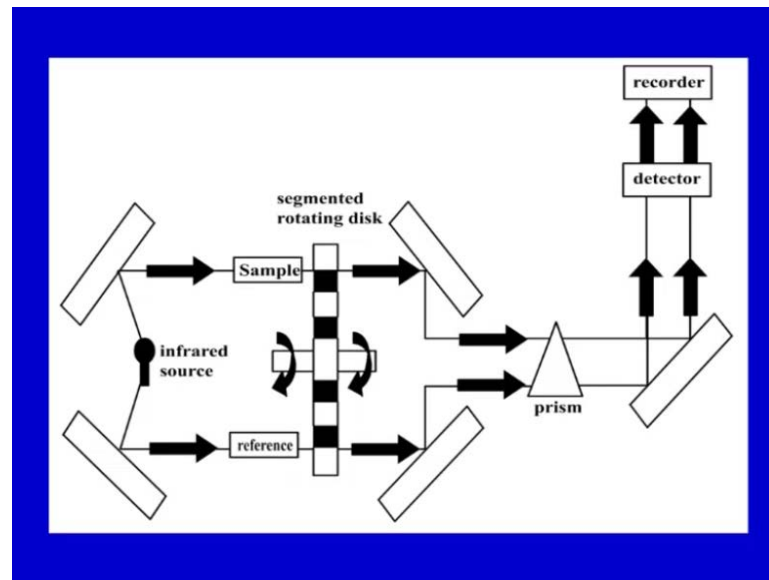 recorder
detector
segmented
rotating disk
Sample
infrared
source
prism
reference